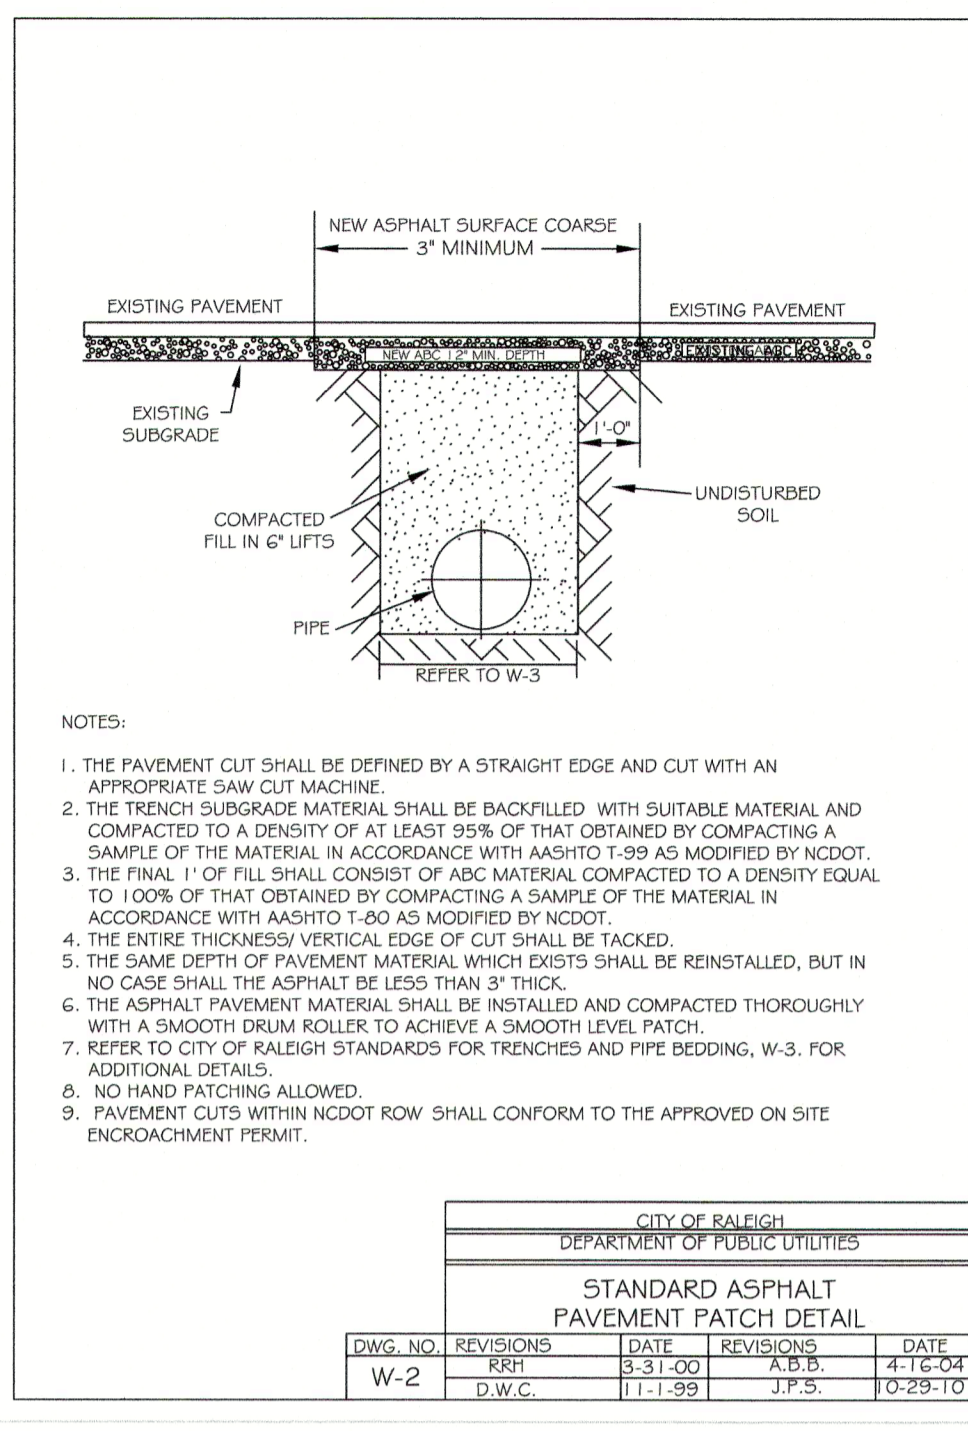 NEW ASPHALT SURFACE COARSE
3" MINIMUM
EXISTING PAVEMENT
EXISTING PAVEMENT
NEW ABC 12" MIN. DEPTH
EXISTING ABC
EXISTING
SUBGRADE
1'-0"
UNDISTURBED
SOIL
COMPACTED
FILL IN 6" LIFTS
PIPE
REFER TO W-3
NOTES:
1. THE PAVEMENT CUT SHALL BE DEFINED BY A STRAIGHT EDGE AND CUT WITH AN
APPROPRIATE SAW CUT MACHINE.
2. THE TRENCH SUBGRADE MATERIAL SHALL BE BACKFILLED WITH SUITABLE MATERIAL AND
COMPACTED TO A DENSITY OF AT LEAST 95% OF THAT OBTAINED BY COMPACTING A
SAMPLE OF THE MATERIAL IN ACCORDANCE WITH AASHTO T-99 AS MODIFIED BY NCDOT.
3. THE FINAL 1' OF FILL SHALL CONSIST OF ABC MATERIAL COMPACTED TO A DENSITY EQUAL
TO 100% OF THAT OBTAINED BY COMPACTING A SAMPLE OF THE MATERIAL IN
ACCORDANCE WITH AASHTO T-80 AS MODIFIED BY NCDOT.
4. THE ENTIRE THICKNESS/ VERTICAL EDGE OF CUT SHALL BE TACKED.
5. THE SAME DEPTH OF PAVEMENT MATERIAL WHICH EXISTS SHALL BE REINSTALLED, BUT IN
NO CASE SHALL THE ASPHALT BE LESS THAN 3" THICK.
6. THE ASPHALT PAVEMENT MATERIAL SHALL BE INSTALLED AND COMPACTED THOROUGHLY
WITH A SMOOTH DRUM ROLLER TO ACHIEVE A SMOOTH LEVEL PATCH.
7. REFER TO CITY OF RALEIGH STANDARDS FOR TRENCHES AND PIPE BEDDING, W-3. FOR
ADDITIONAL DETAILS.
8. NO HAND PATCHING ALLOWED.
9. PAVEMENT CUTS WITHIN NCDOT ROW SHALL CONFORM TO THE APPROVED ON SITE
ENCROACHMENT PERMIT.
CITY OF RALEIGH
DEPARTMENT OF PUBLIC UTILITIES
STANDARD ASPHALT
PAVEMENT PATCH DETAIL
DWG. NO. REVISIONS DATE REVISIONS DATE
W-2 RRH 3-31-00 A.B.B. 4-16-04
D.W.C. 11-1-99 J.P.S. 10-29-10